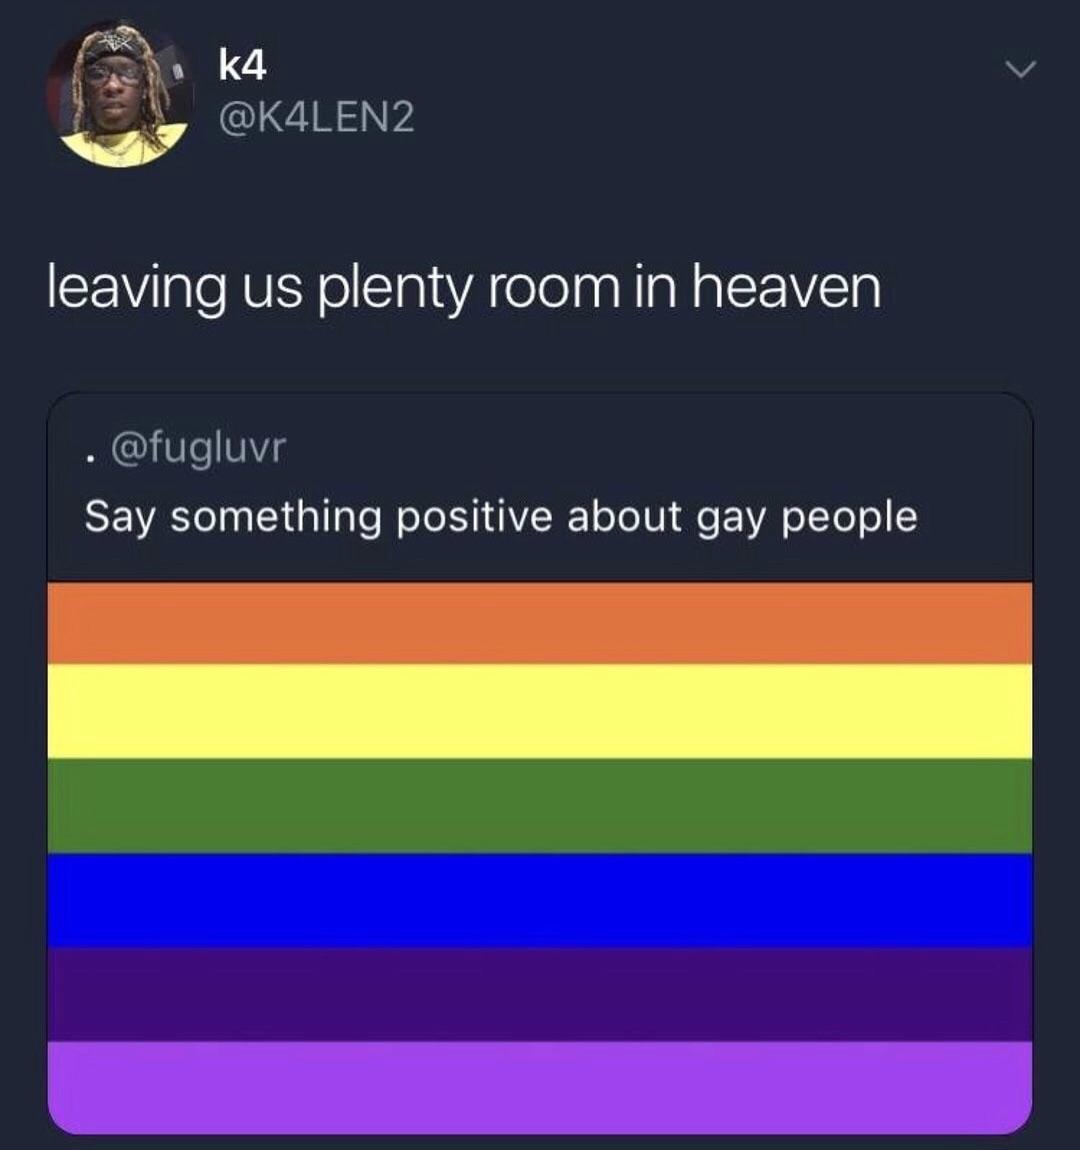 k4
@K4LEN2
leaving us plenty room in heaven
. @fugluvr
Say something positive about gay people